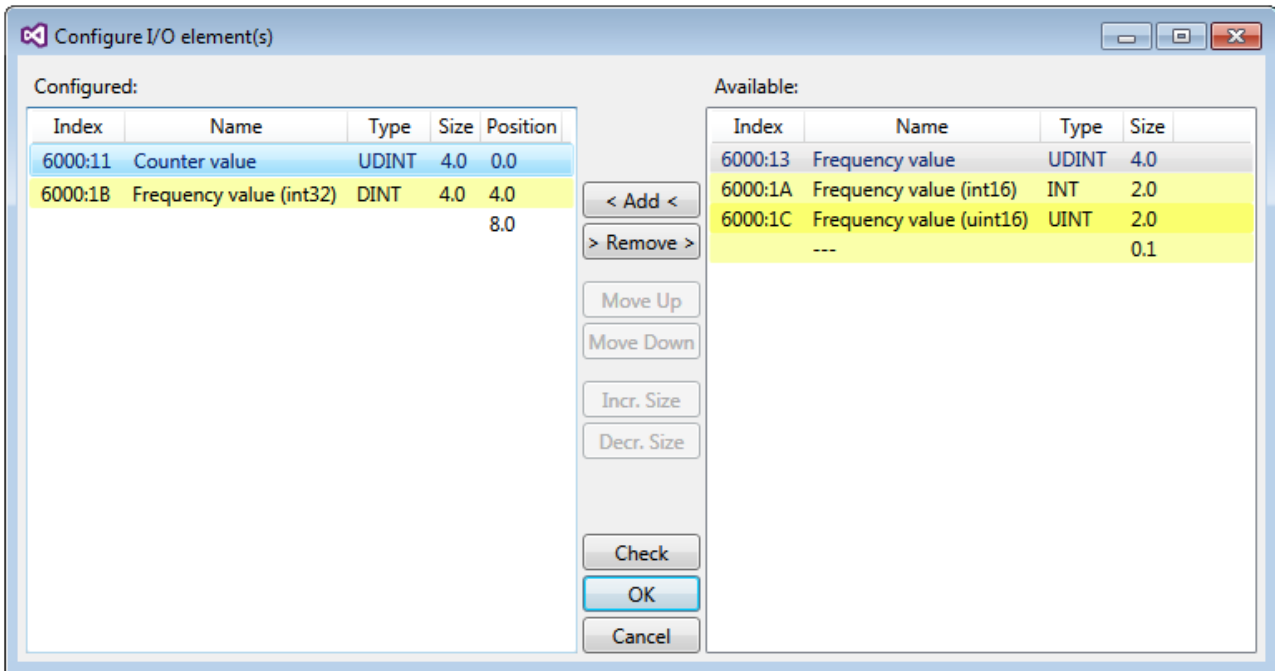 Configure I/O element(s)
Configured:
Index Name Type Size Position
6000:11 Counter value UDINT 4.0 0.0
6000:1B Frequency value (int32) DINT 4.0 4.0
8.0
< Add <
> Remove >
Move Up
Move Down
Incr. Size
Decr. Size
Check
OK
Cancel
Available:
Index Name Type Size
6000:13 Frequency value UDINT 4.0
6000:1A Frequency value (int16) INT 2.0
6000:1C Frequency value (uint16) UINT 2.0
--- 0.1